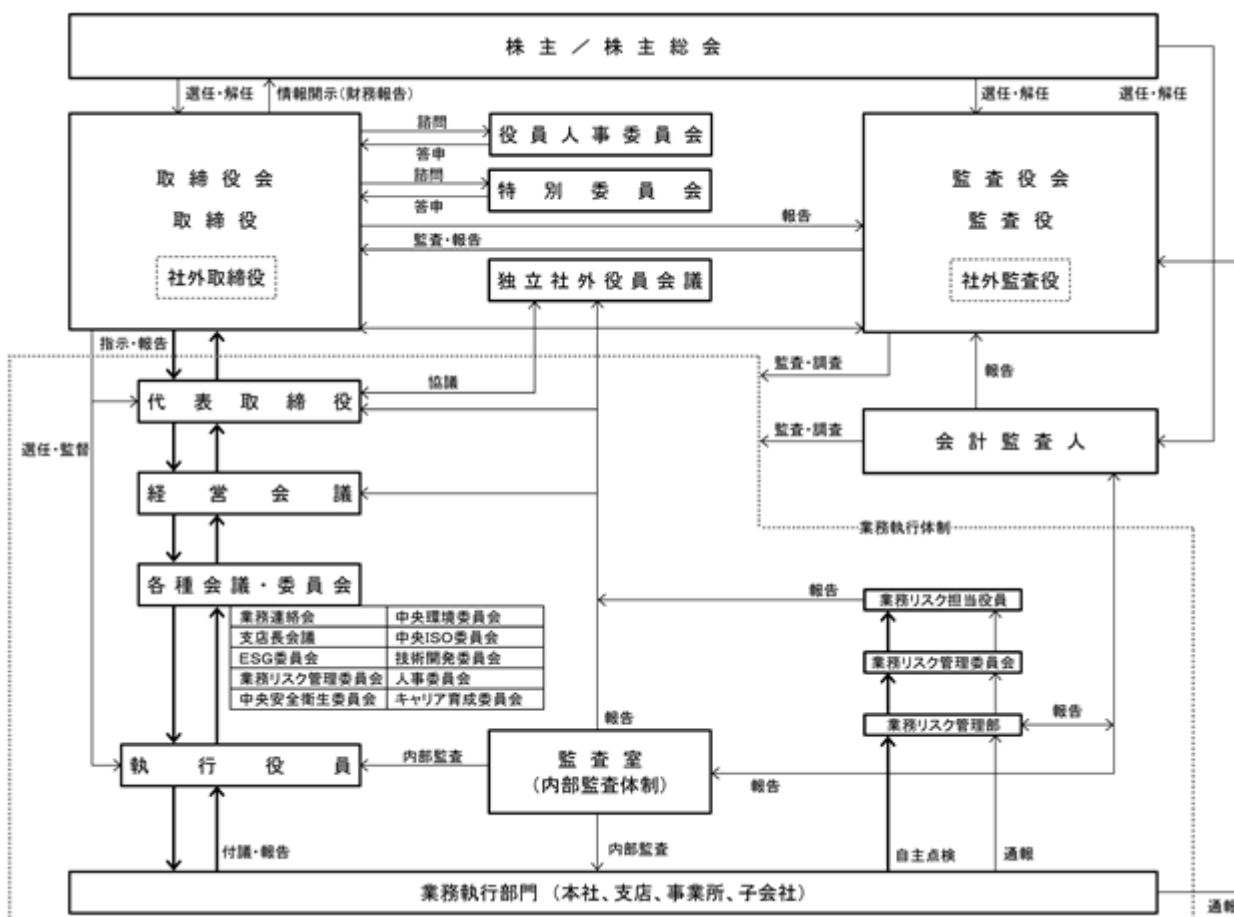 株主／株主総会
選任・解任
情報開示(財務報告)
選任・解任
選任・解任
取締役会
取締役
社外取締役
諮問
答申
役員人事委員会
諮問
答申
特別委員会
報告
監査・報告
独立社外役員会議
監査役会
監査役
社外監査役
指示・報告
監査・調査
報告
代表取締役
協議
選任・監督
監査・調査
会計監査人
経営会議
業務執行体制
各種会議・委員会
業務連絡会 中央環境委員会
支店長会議 中央ISO委員会
ESG委員会 技術開発委員会
業務リスク管理委員会 人事委員会
中央安全衛生委員会 キャリア育成委員会
報告
業務リスク担当役員
業務リスク管理委員会
業務リスク管理部
報告
報告
執行役員
内部監査
監査室
(内部監査体制)
報告
付議・報告
内部監査
自主点検
通報
業務執行部門 (本社、支店、事業所、子会社)
通報